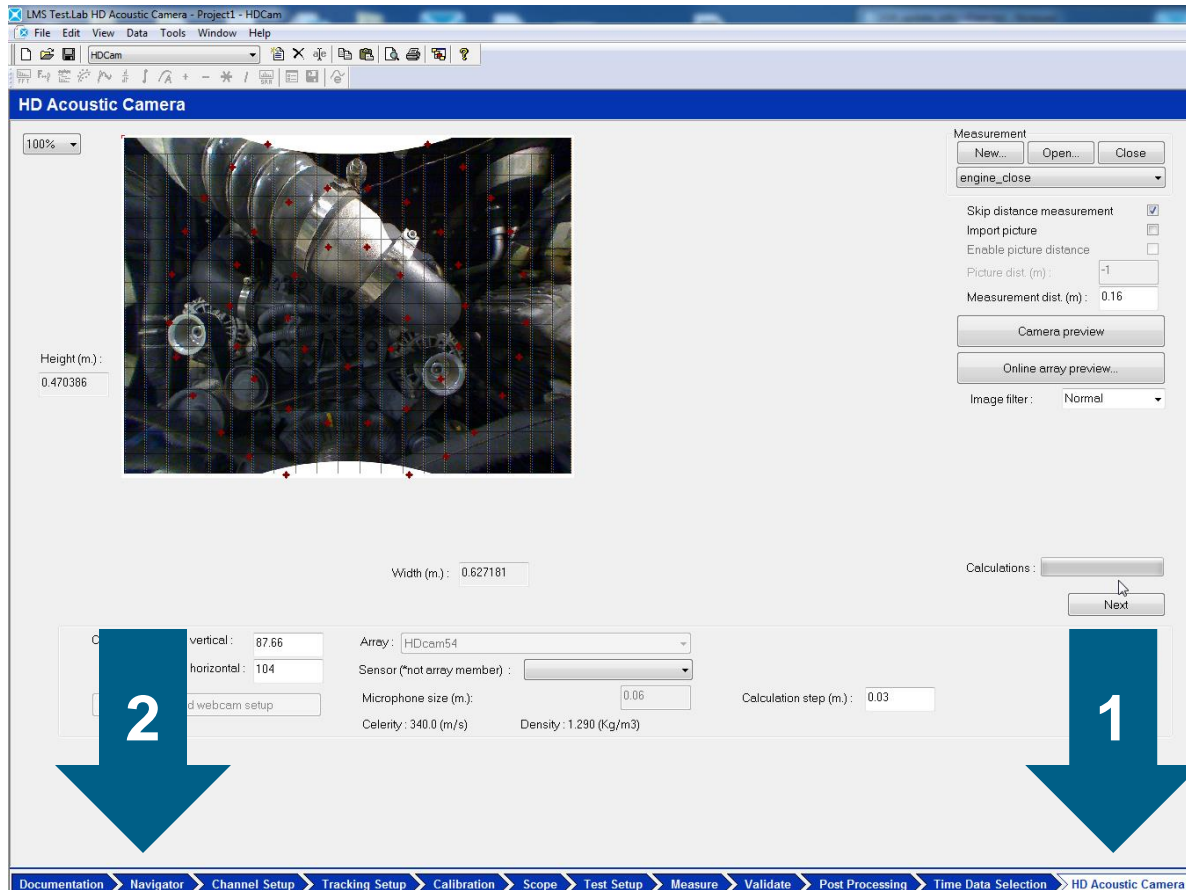 LMS Test.Lab HD Acoustic Camera - Project1 - HDCam
File Edit View Data Tools Window Help
HDCam
HD Acoustic Camera
100%
Measurement
New... Open... Close
engine_close
Skip distance measurement
Import picture
Enable picture distance
Picture dist. (m) : -1
Measurement dist. (m) : 0.16
Camera preview
Online array preview...
Image filter : Normal
Height (m.) :
0.470386
Width (m.) : 0.627181
Calculations :
Next
vertical : 87.66
horizontal : 104
d webcam setup
Array : HDcam54
Sensor (*not array member) :
Microphone size (m.): 0.06
Celerity : 340.0 (m/s) Density : 1.290 (Kg/m3)
Calculation step (m.) : 0.03
2
1
Documentation Navigator Channel Setup Tracking Setup Calibration Scope Test Setup Measure Validate Post Processing Time Data Selection HD Acoustic Camera